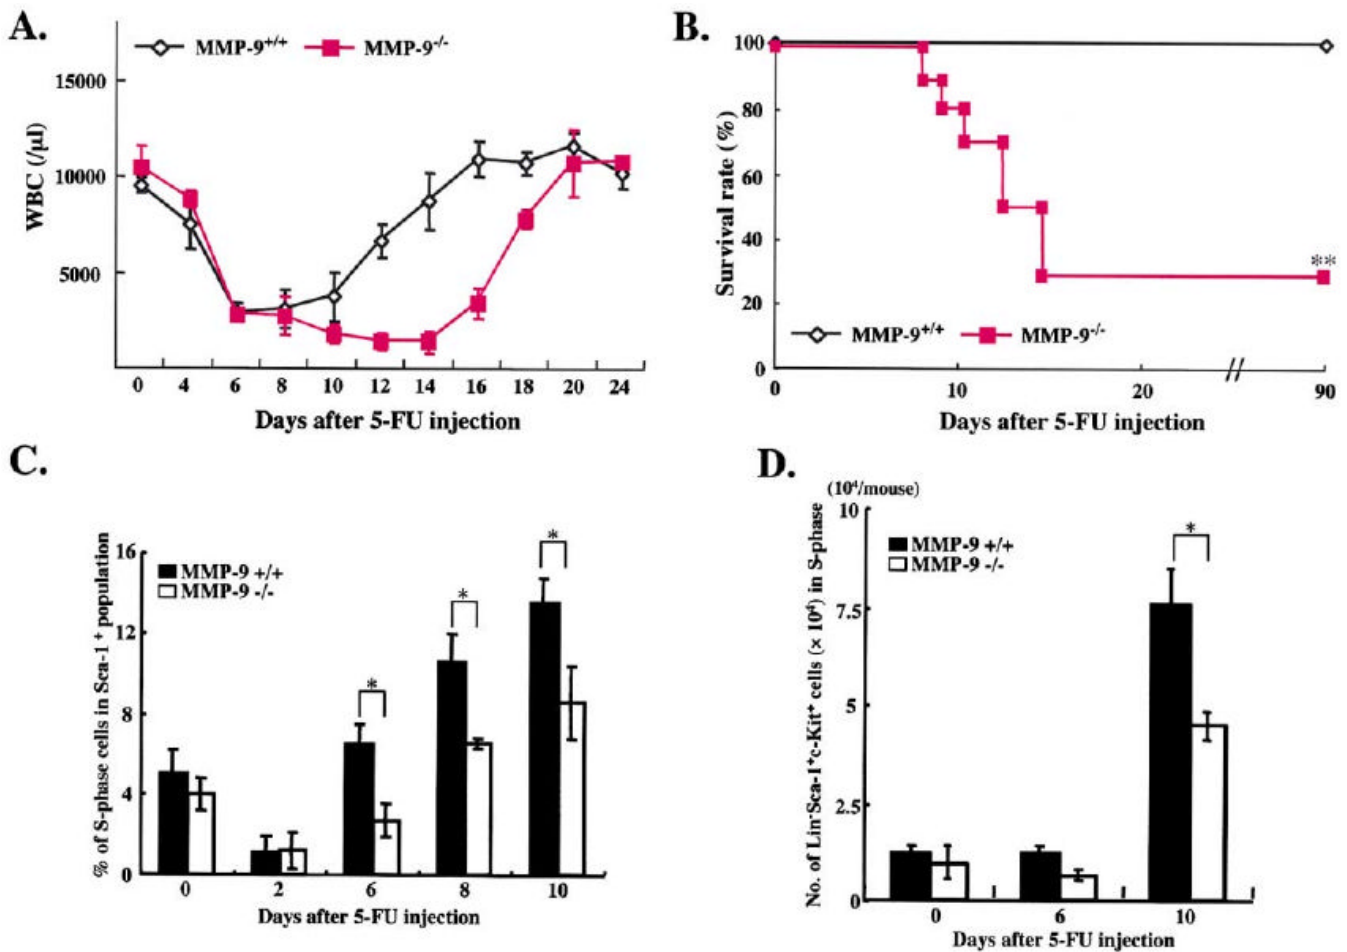 A.
MMP-9+/+ MMP-9-/-
WBC (/µl)
15000
10000
5000
0 4 6 8 10 12 14 16 18 20 24
Days after 5-FU injection
B.
Survival rate (%)
100
80
60
40
20
0
**
MMP-9+/+ MMP-9-/-
0 10 20 // 90
Days after 5-FU injection
C.
% of S-phase cells in Sca-1 + population
16
12
8
4
0
MMP-9 +/+
MMP-9 -/-
* * *
0 2 6 8 10
Days after 5-FU injection
D.
(10⁴/mouse)
No. of Lin-Sca-1+c-Kit+ cells (× 10⁴) in S-phase
10
7.5
5
2.5
0
MMP-9 +/+
MMP-9 -/-
*
0 6 10
Days after 5-FU injection